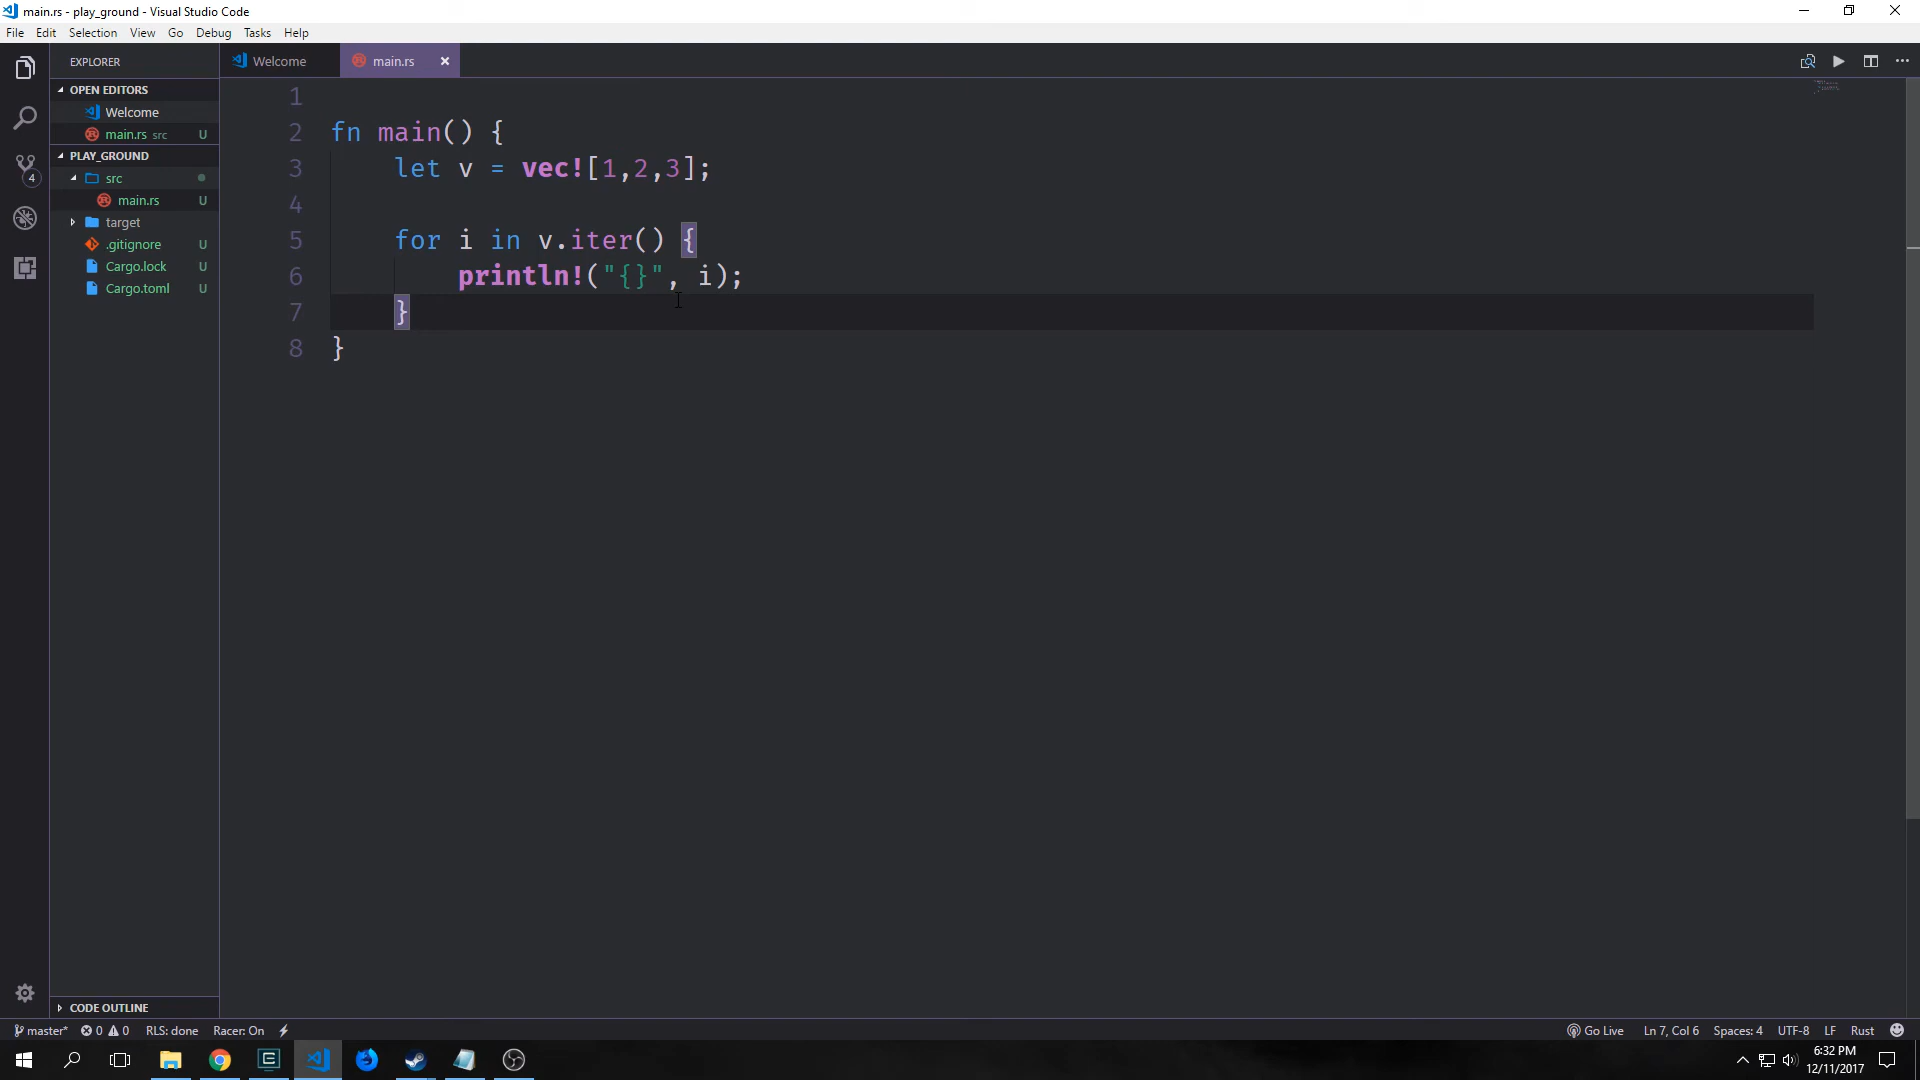 main.rs - play_ground - Visual Studio Code
File Edit Selection View Go Debug Tasks Help
EXPLORER
OPEN EDITORS
Welcome
main.rs src U
PLAY_GROUND
src
main.rs U
target
.gitignore U
Cargo.lock U
Cargo.toml U
CODE OUTLINE
4
Welcome main.rs
1
2 fn main() {
3 let v = vec![1,2,3];
4
5 for i in v.iter() {
6 println!("{}", i);
7 }
8 }
master* 0 0 RLS: done Racer: On Go Live Ln 7, Col 6 Spaces: 4 UTF-8 LF Rust
6:32 PM
12/11/2017